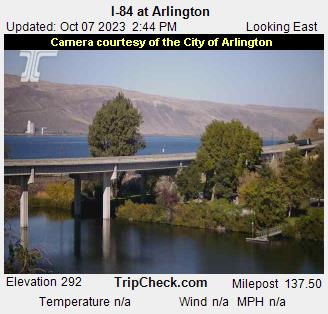 I-84 at Arlington
Updated: Oct 07 2023 2:44 PM Looking East
Camera courtesy of the City of Arlington
Elevation 292 TripCheck.com Milepost 137.50
Temperature n/a Wind n/a MPH n/a